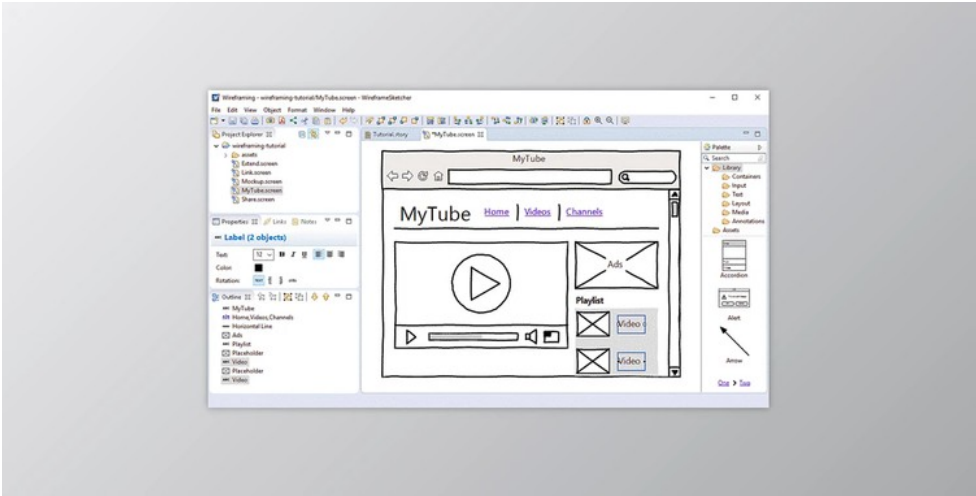 Wireframing - wireframing-tutorial/MyTube.screen - WireframeSketcher
File Edit View Object Format Window Help
Project Explorer
wireframing-tutorial
assets
Extend.screen
Link.screen
Mockup.screen
MyTube.screen
Share.screen
Properties Links Notes
Label (2 objects)
Text: 12 B I U
Color:
Rotation: TEXT
Outline
MyTube
Home,Videos,Channels
Horizontal Line
Ads
Playlist
Placeholder
Video
Placeholder
Video
Tutorial.story *MyTube.screen
MyTube
MyTube Home Videos Channels
Ads
Playlist
Video
Video
Palette
Search
Library
Containers
Input
Text
Layout
Media
Annotations
Assets
Accordion
Alert
Arrow
One > Two